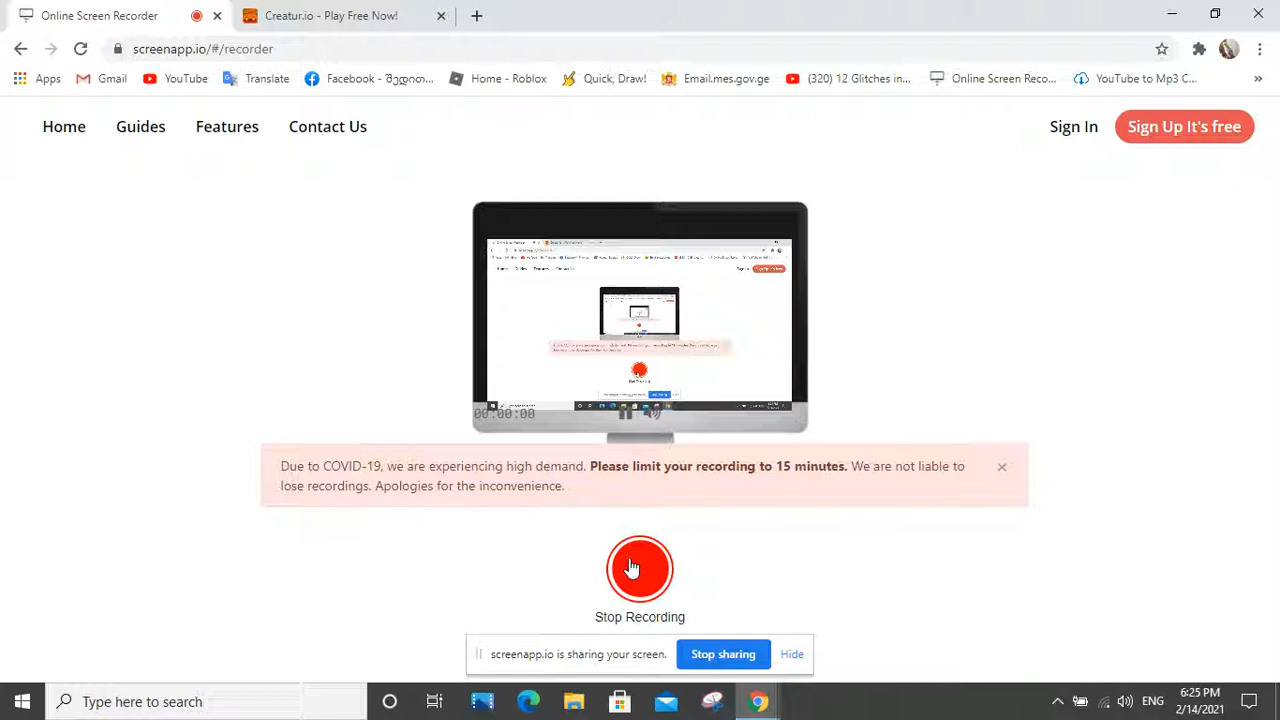 Online Screen Recorder
Creatur.io - Play Free Now!
screenapp.io/#/recorder
Apps
Gmail
YouTube
Translate
Facebook - შედით...
Home - Roblox
Quick, Draw!
Email.mes.gov.ge
(320) 12 Glitches in...
Online Screen Reco...
YouTube to Mp3 C...
Home
Guides
Features
Contact Us
Sign In
Sign Up It's free
00:00:00
Due to COVID-19, we are experiencing high demand. Please limit your recording to 15 minutes. We are not liable to
lose recordings. Apologies for the inconvenience.
Stop Recording
screenapp.io is sharing your screen.
Stop sharing
Hide
Type here to search
ENG
6:25 PM
2/14/2021